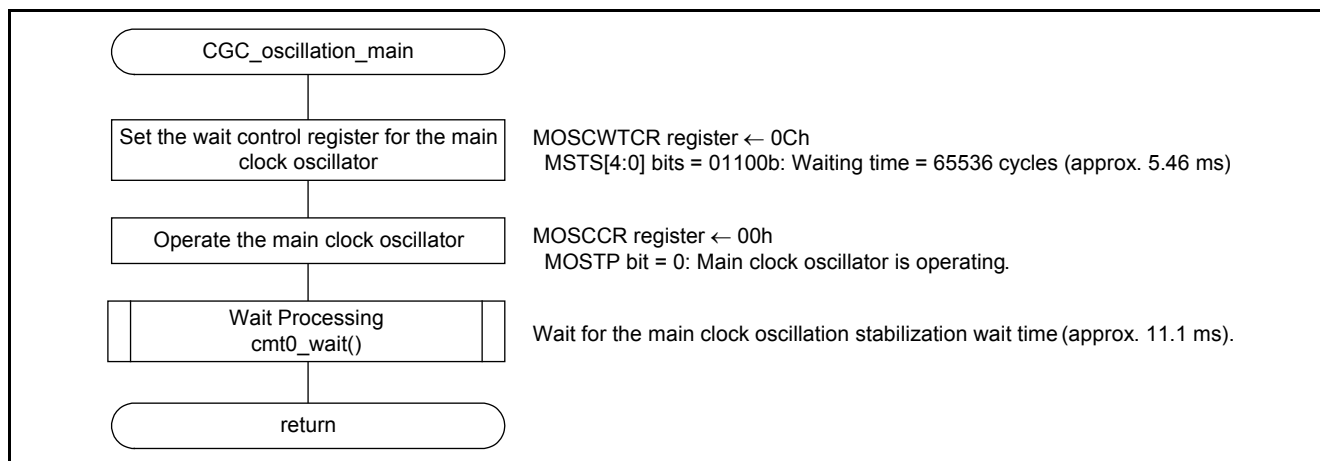 CGC_oscillation_main
Set the wait control register for the main
clock oscillator
MOSCWTCR register ← 0Ch
MSTS[4:0] bits = 01100b: Waiting time = 65536 cycles (approx. 5.46 ms)
Operate the main clock oscillator
MOSCCR register ← 00h
MOSTP bit = 0: Main clock oscillator is operating.
Wait Processing
cmt0_wait()
Wait for the main clock oscillation stabilization wait time (approx. 11.1 ms).
return